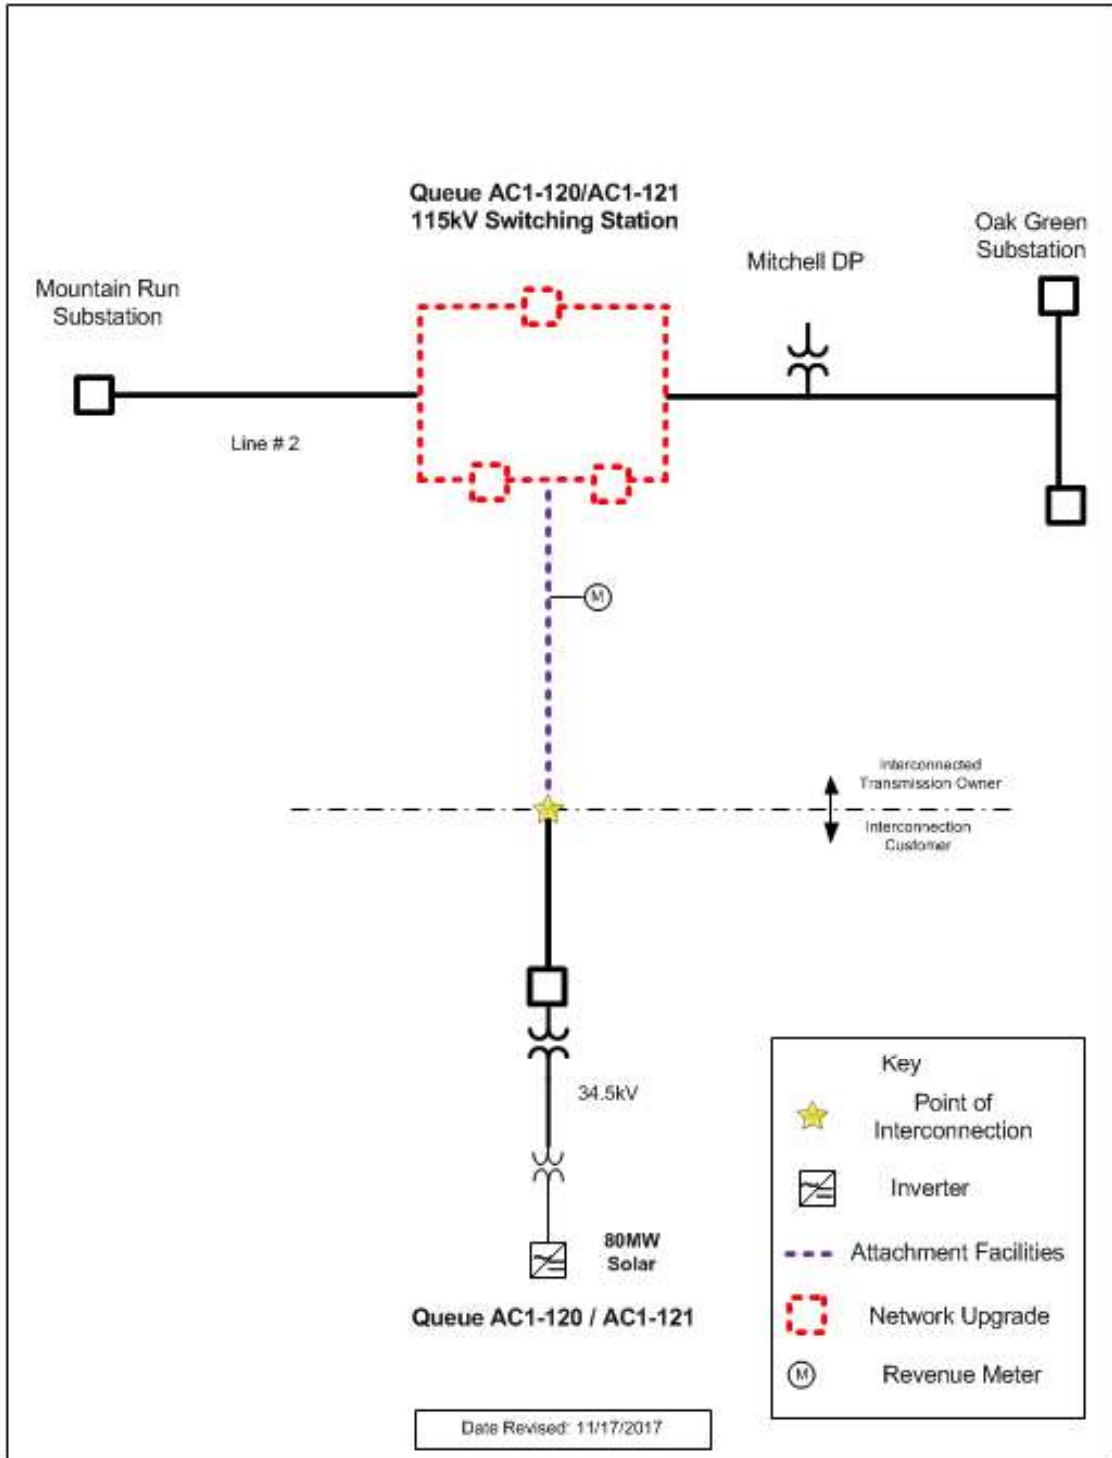 Queue AC1-120/AC1-121
115kV Switching Station
Oak Green
Substation
Mitchell DP
Mountain Run
Substation
Line # 2
M
Interconnected
Transmission Owner
Interconnection
Customer
34.5kV
80MW
Solar
Queue AC1-120 / AC1-121
Key
Point of
Interconnection
Inverter
Attachment Facilities
Network Upgrade
M
Revenue Meter
Date Revised: 11/17/2017